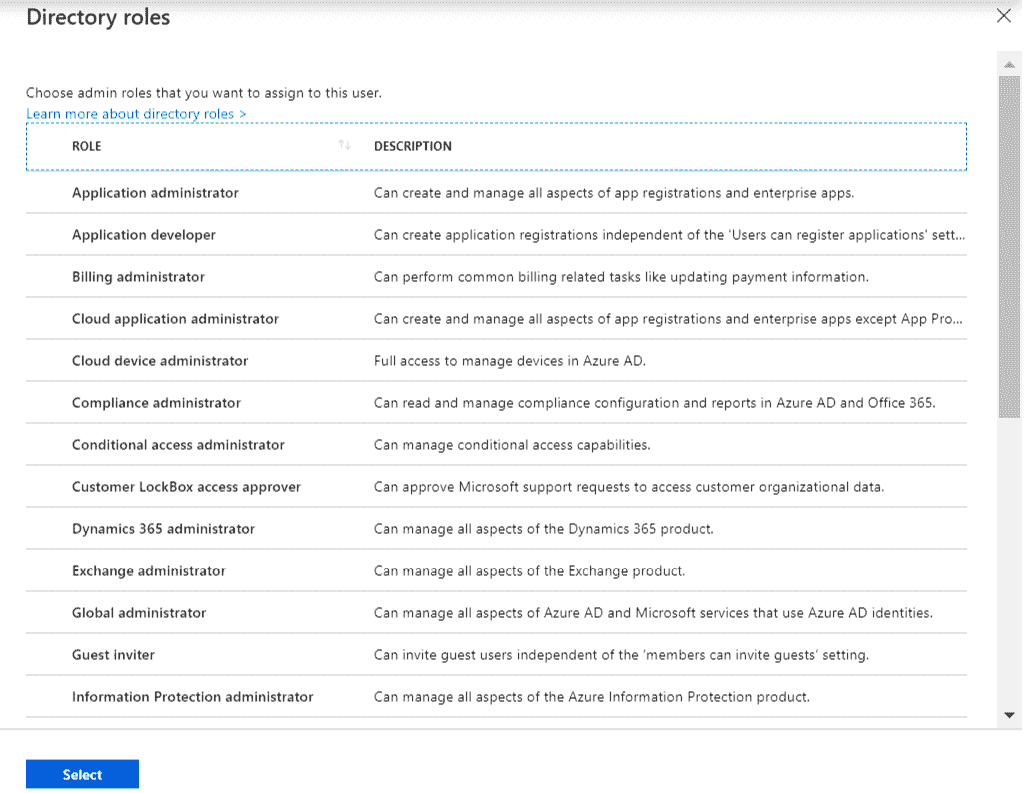 Directory roles
Choose admin roles that you want to assign to this user.
Learn more about directory roles >
ROLE DESCRIPTION
Application administrator Can create and manage all aspects of app registrations and enterprise apps.
Application developer Can create application registrations independent of the 'Users can register applications' sett...
Billing administrator Can perform common billing related tasks like updating payment information.
Cloud application administrator Can create and manage all aspects of app registrations and enterprise apps except App Pro...
Cloud device administrator Full access to manage devices in Azure AD.
Compliance administrator Can read and manage compliance configuration and reports in Azure AD and Office 365.
Conditional access administrator Can manage conditional access capabilities.
Customer LockBox access approver Can approve Microsoft support requests to access customer organizational data.
Dynamics 365 administrator Can manage all aspects of the Dynamics 365 product.
Exchange administrator Can manage all aspects of the Exchange product.
Global administrator Can manage all aspects of Azure AD and Microsoft services that use Azure AD identities.
Guest inviter Can invite guest users independent of the 'members can invite guests' setting.
Information Protection administrator Can manage all aspects of the Azure Information Protection product.
Select